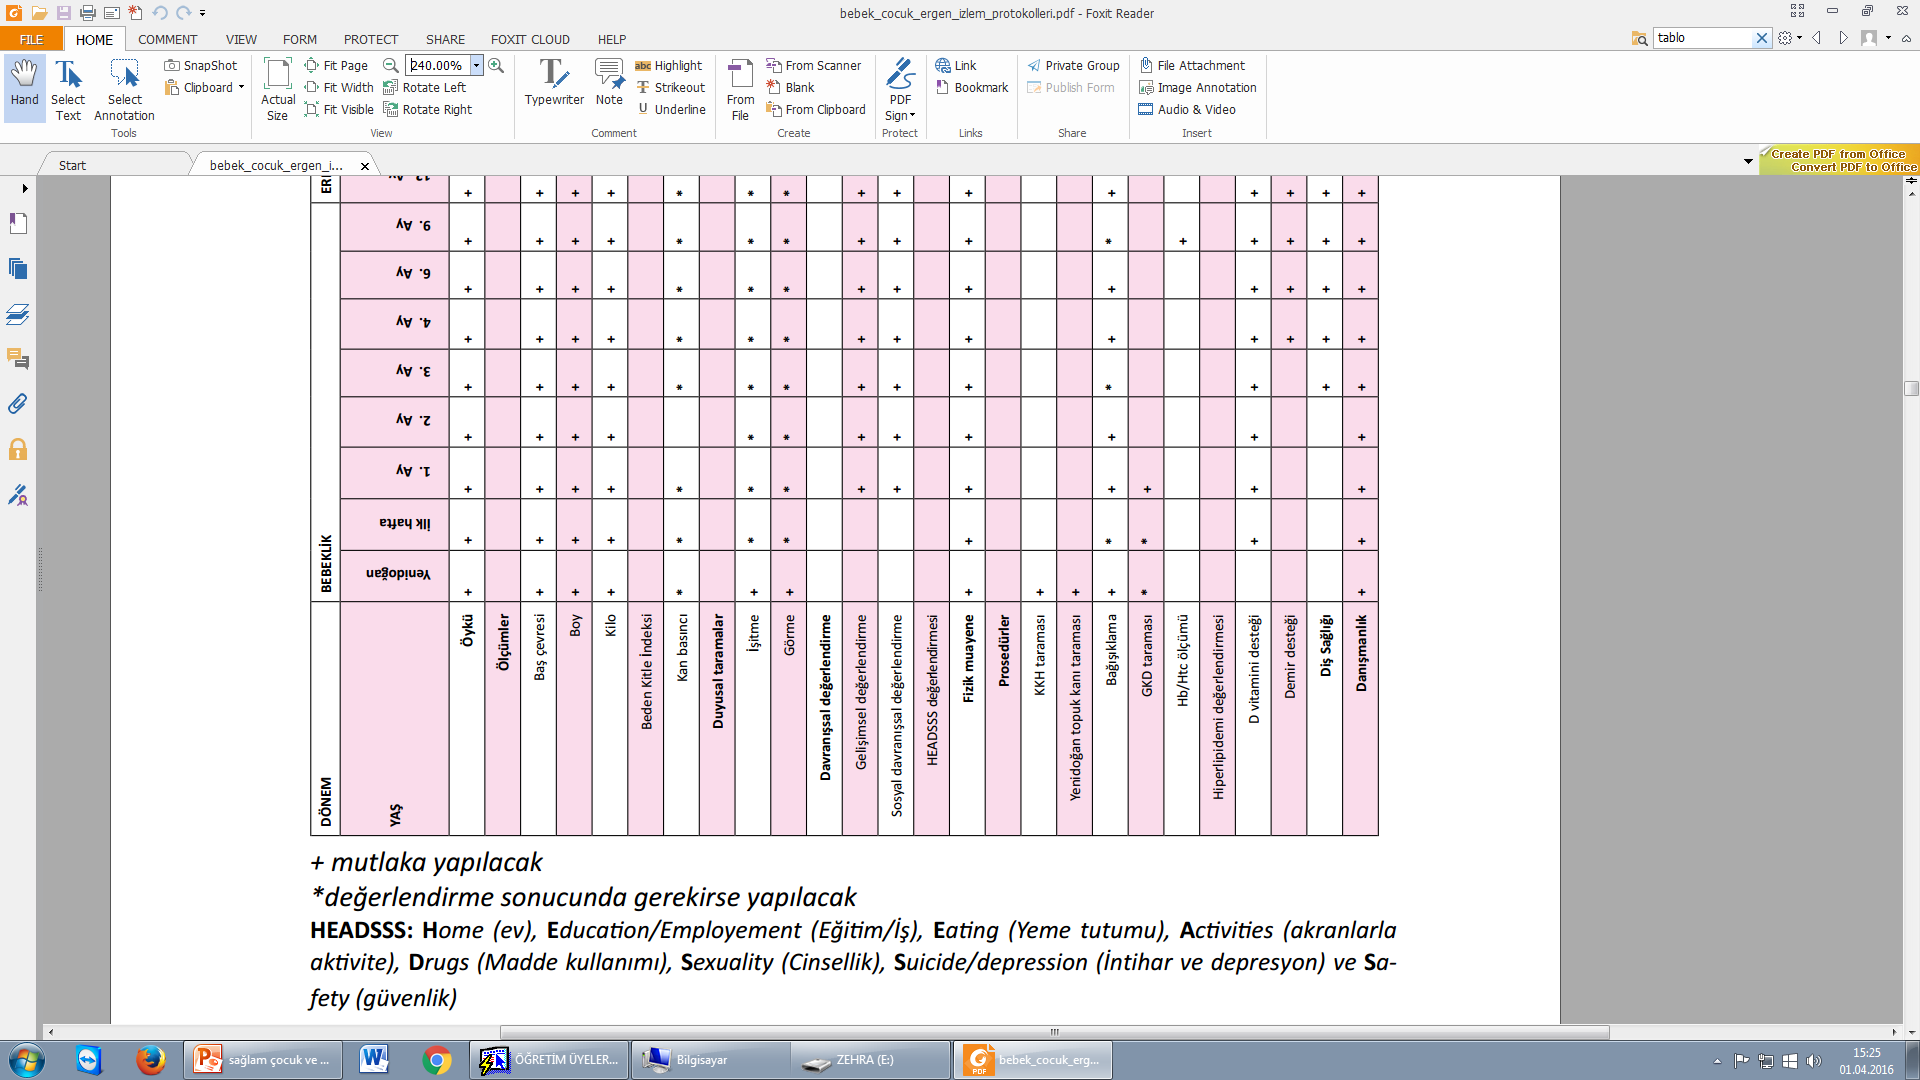 bebek_cocuk_ergen_izlem_protokolleri.pdf - Foxit Reader
FILE HOME COMMENT VIEW FORM PROTECT SHARE FOXIT CLOUD HELP tablo
Hand
Select Text
Select Annotation
SnapShot
Clipboard
Tools
Actual Size
Fit Page
Fit Width
Fit Visible
240.00%
Rotate Left
Rotate Right
View
Typewriter
Note
Highlight
Strikeout
Underline
Comment
From File
From Scanner
Blank
From Clipboard
Create
PDF Sign
Protect
Link
Bookmark
Links
Private Group
Publish Form
Share
File Attachment
Image Annotation
Audio & Video
Insert
Start
bebek_cocuk_ergen_i...
Create PDF from Office
Convert PDF to Office
9. Ay + + + + * * * + + + * + + + + +
6. Ay + + + + * * * + + + + + + + +
4. Ay + + + + * * * + + + + + + + +
3. Ay + + + + * * * + + + * + + +
2. Ay + + + + * * + + + + + +
1. Ay + + + + * * * + + + + + + +
İlk hafta + + + + * * * + * * + +
Yenidoğan + + + + * + + + + + + * +
BEBEKLİK
DÖNEM
YAŞ
Öykü
Ölçümler
Baş çevresi
Boy
Kilo
Beden Kitle İndeksi
Kan basıncı
Duyusal taramalar
İşitme
Görme
Davranışsal değerlendirme
Gelişimsel değerlendirme
Sosyal davranışsal değerlendirme
HEADSSS değerlendirmesi
Fizik muayene
Prosedürler
KKH taraması
Yenidoğan topuk kanı taraması
Bağışıklama
GKD taraması
Hb/Htc ölçümü
Hiperlipidemi değerlendirmesi
D vitamini desteği
Demir desteği
Diş Sağlığı
Danışmanlık
+ mutlaka yapılacak
*değerlendirme sonucunda gerekirse yapılacak
HEADSSS: Home (ev), Education/Employement (Eğitim/İş), Eating (Yeme tutumu), Activities (akranlarla
aktivite), Drugs (Madde kullanımı), Sexuality (Cinsellik), Suicide/depression (İntihar ve depresyon) ve Sa-
fety (güvenlik)
sağlam çocuk ve ...
ÖĞRETİM ÜYELER...
Bilgisayar
ZEHRA (E:)
bebek_cocuk_erg...
15:25
01.04.2016